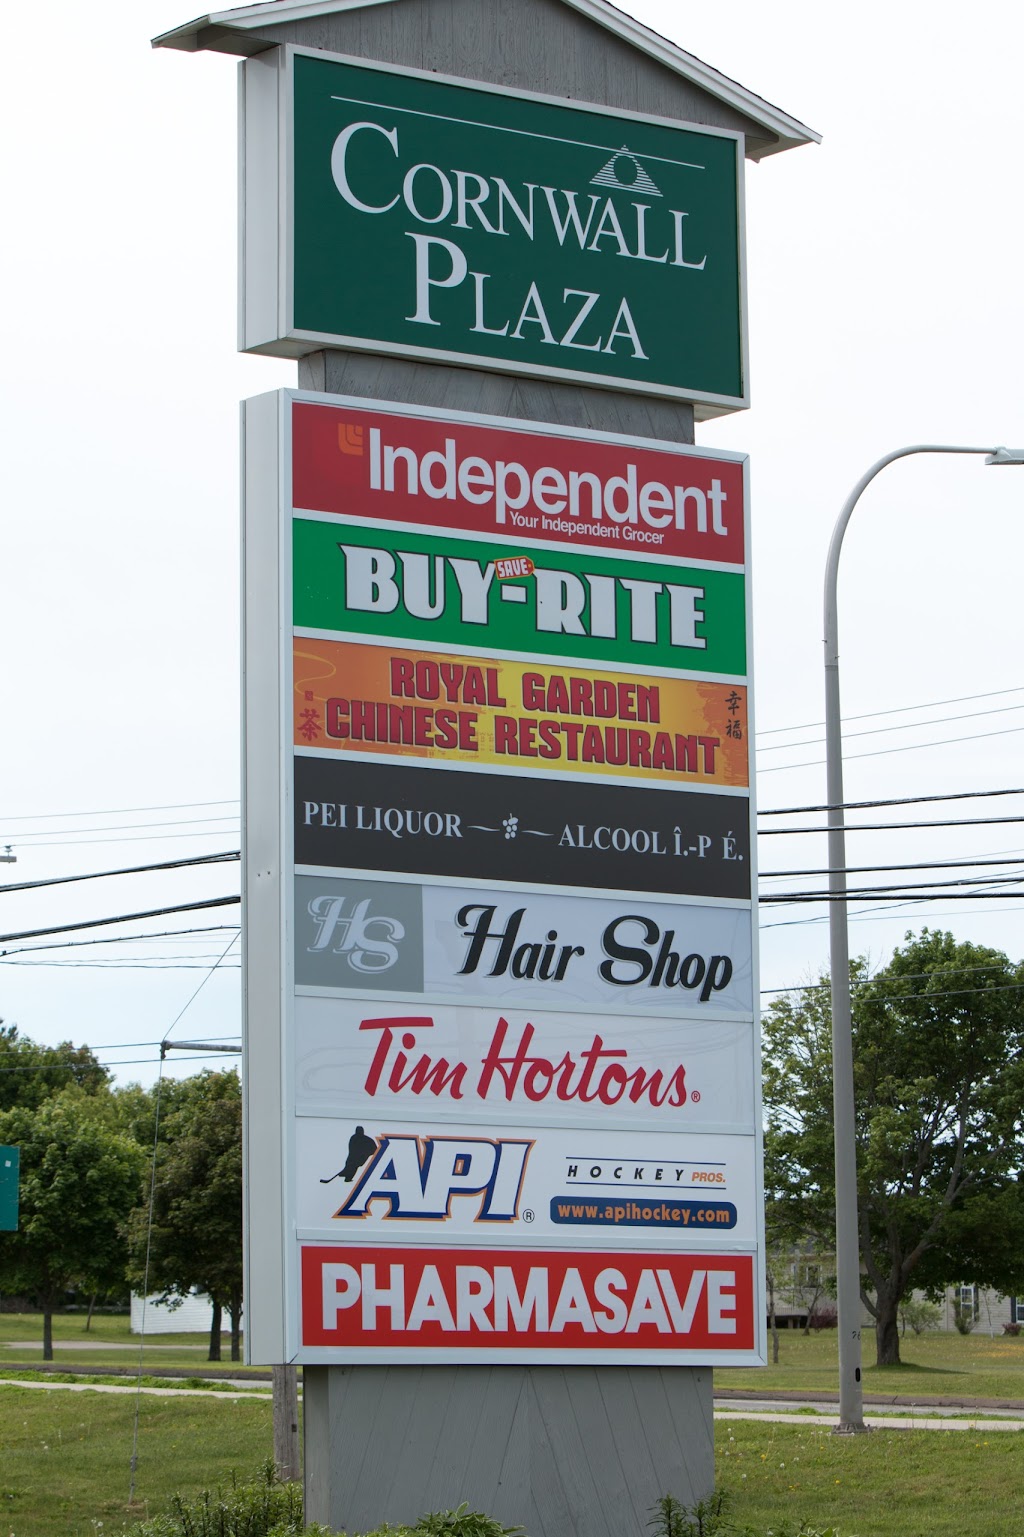 CORNWALL
PLAZA
Independent
Your Independent Grocer
BUY-RITE
SAVE
ROYAL GARDEN
CHINESE RESTAURANT
茶
幸福
PEI LIQUOR
ALCOOL Î.-P É.
HS
Hair Shop
Tim Hortons®
API®
HOCKEY PROS.
www.apihockey.com
PHARMASAVE